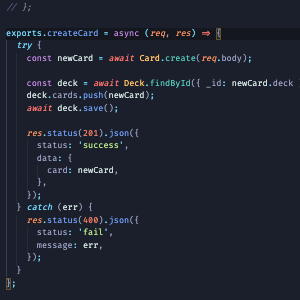 // };
exports.createCard = async (req, res) => {
try {
const newCard = await Card.create(req.body);
const deck = await Deck.findById({ _id: newCard.deck
deck.cards.push(newCard);
await deck.save();
res.status(201).json({
status: 'success',
data: {
card: newCard,
},
});
} catch (err) {
res.status(400).json({
status: 'fail',
message: err,
});
}
};